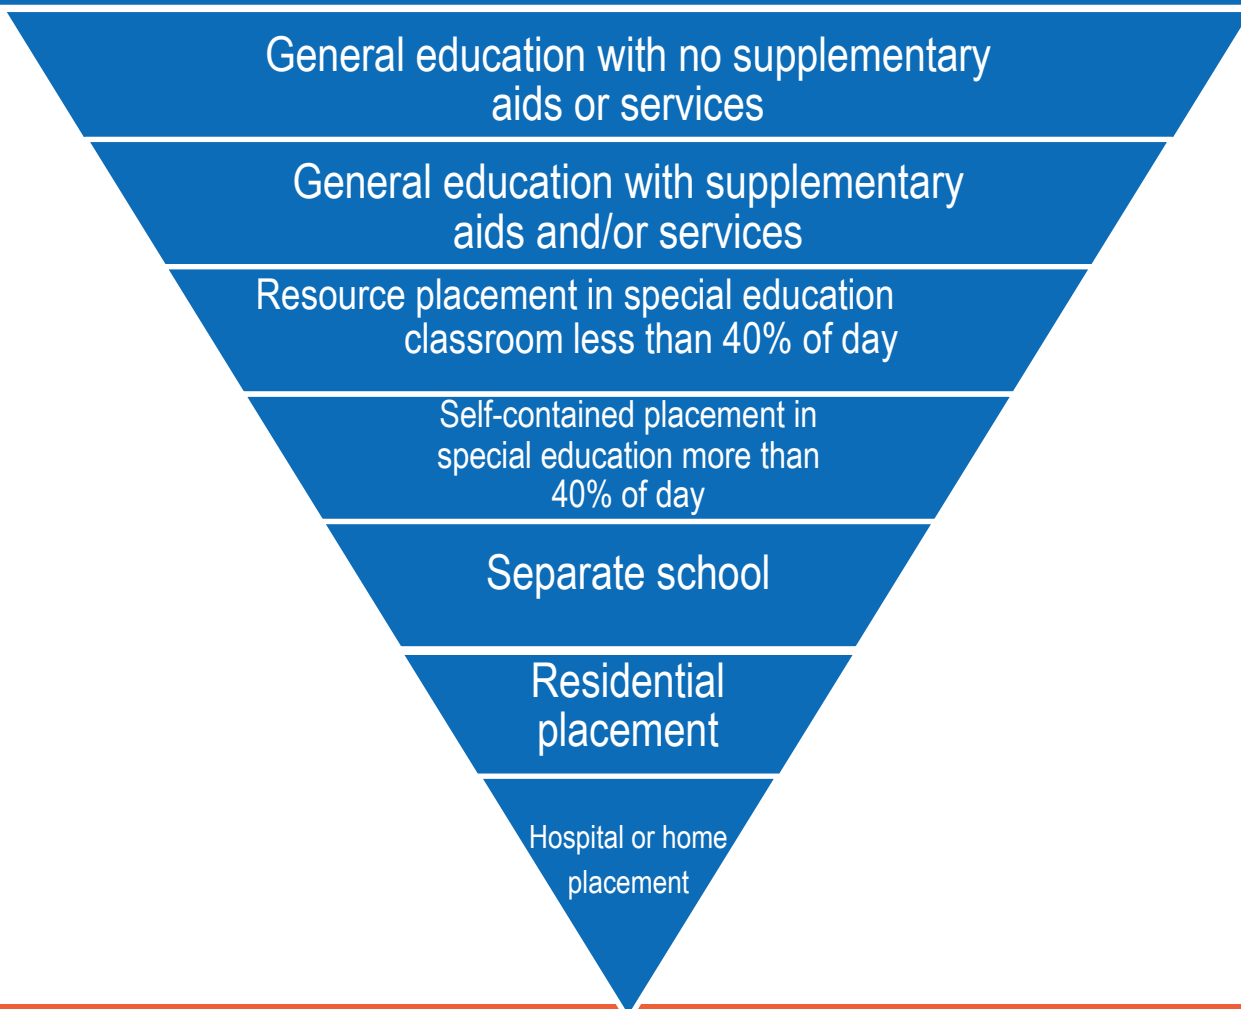 General education with no supplementary
aids or services
General education with supplementary
aids and/or services
Resource placement in special education
classroom less than 40% of day
Self-contained placement in
special education more than
40% of day
Separate school
Residential
placement
Hospital or home
placement